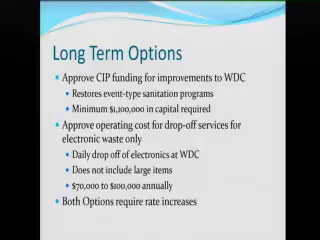 Long Term Options
Approve CIP funding for improvements to WDC
Restores event-type sanitation programs
Minimum $1,100,000 in capital required
Approve operating cost for drop-off services for
electronic waste only
Daily drop off of electronics at WDC
Does not include large items
$70,000 to $100,000 annually
Both Options require rate increases